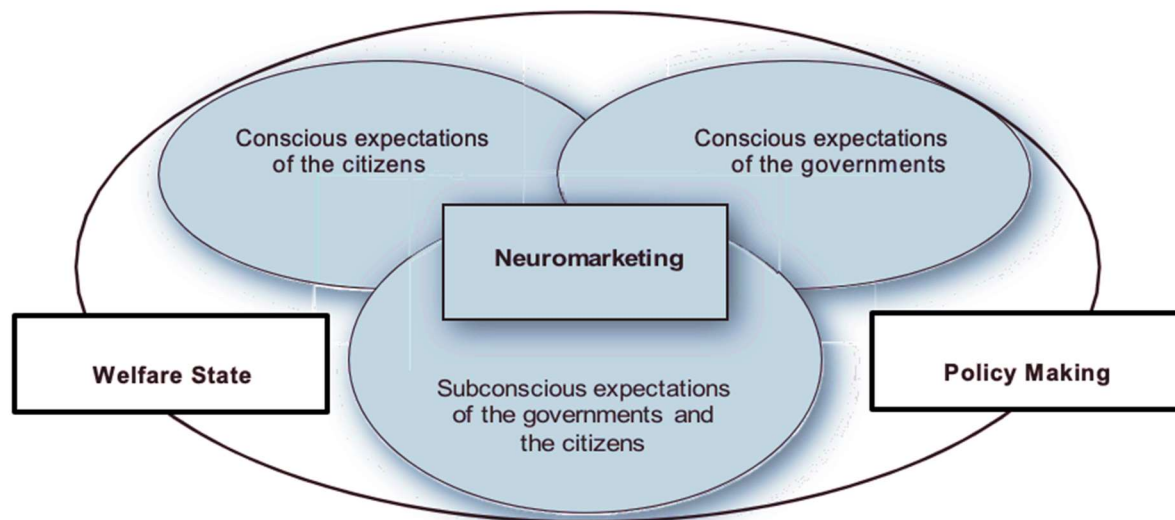 Conscious expectations
of the citizens
Conscious expectations
of the governments
Neuromarketing
Welfare State
Policy Making
Subconscious expectations
of the governments and
the citizens